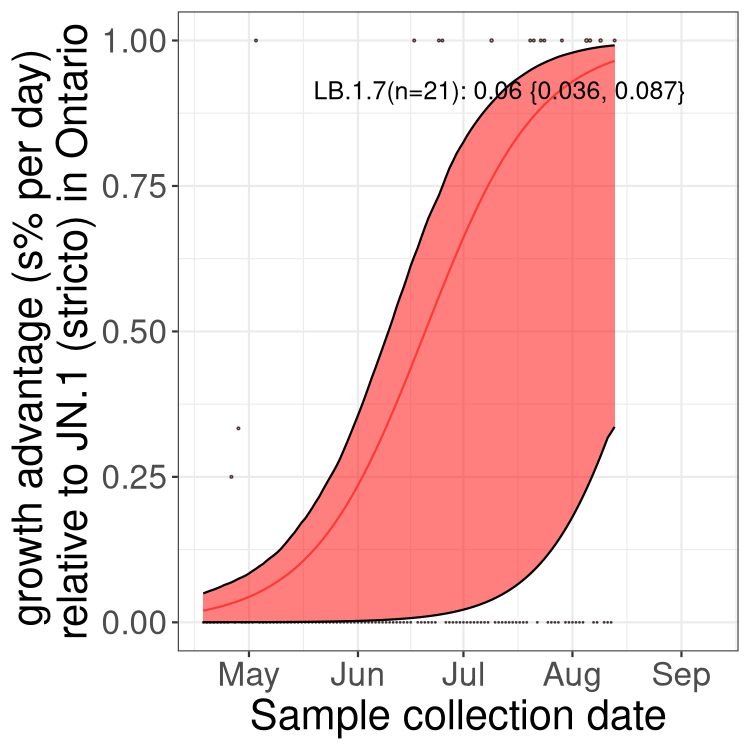 growth advantage (s% per day)
relative to JN.1 (stricto) in Ontario
1.00
0.75
0.50
0.25
0.00
LB.1.7(n=21): 0.06 {0.036, 0.087}
May Jun Jul Aug Sep
Sample collection date